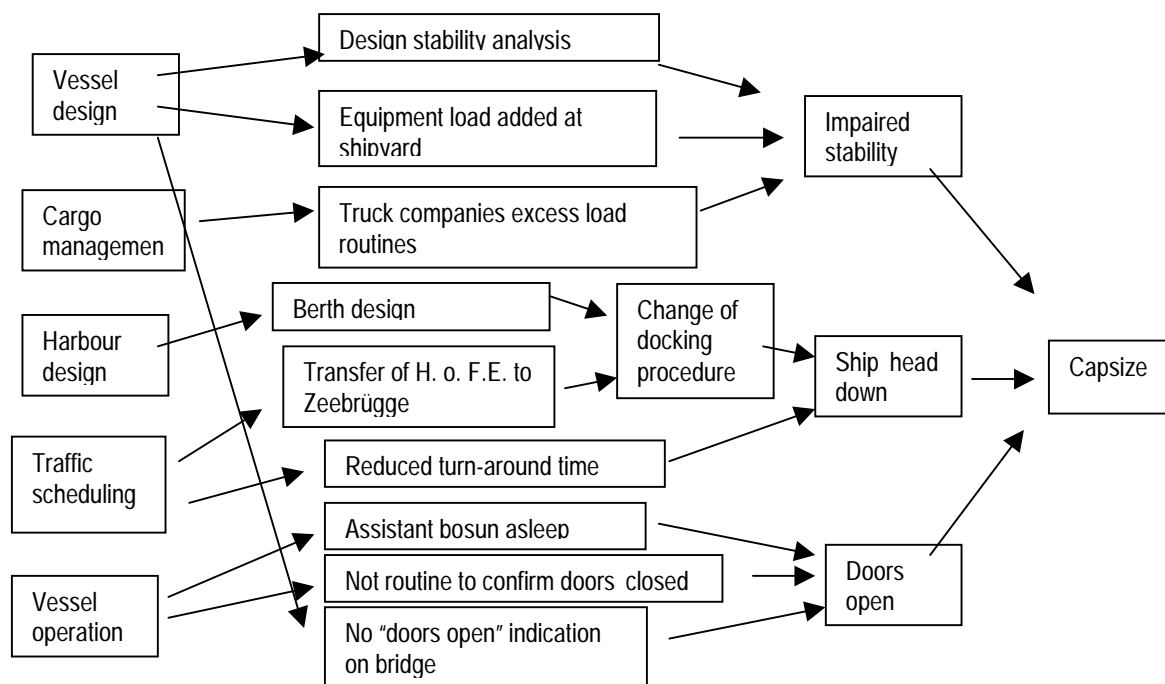 Vessel
design
Cargo
managemen
Harbour
design
Traffic
scheduling
Vessel
operation
Design stability analysis
Equipment load added at
shipyard
Truck companies excess load
routines
Berth design
Transfer of H. o. F.E. to
Zeebrügge
Reduced turn-around time
Assistant bosun asleep
Not routine to confirm doors closed
No “doors open” indication
on bridge
Change of
docking
procedure
Impaired
stability
Ship head
down
Doors
open
Capsize